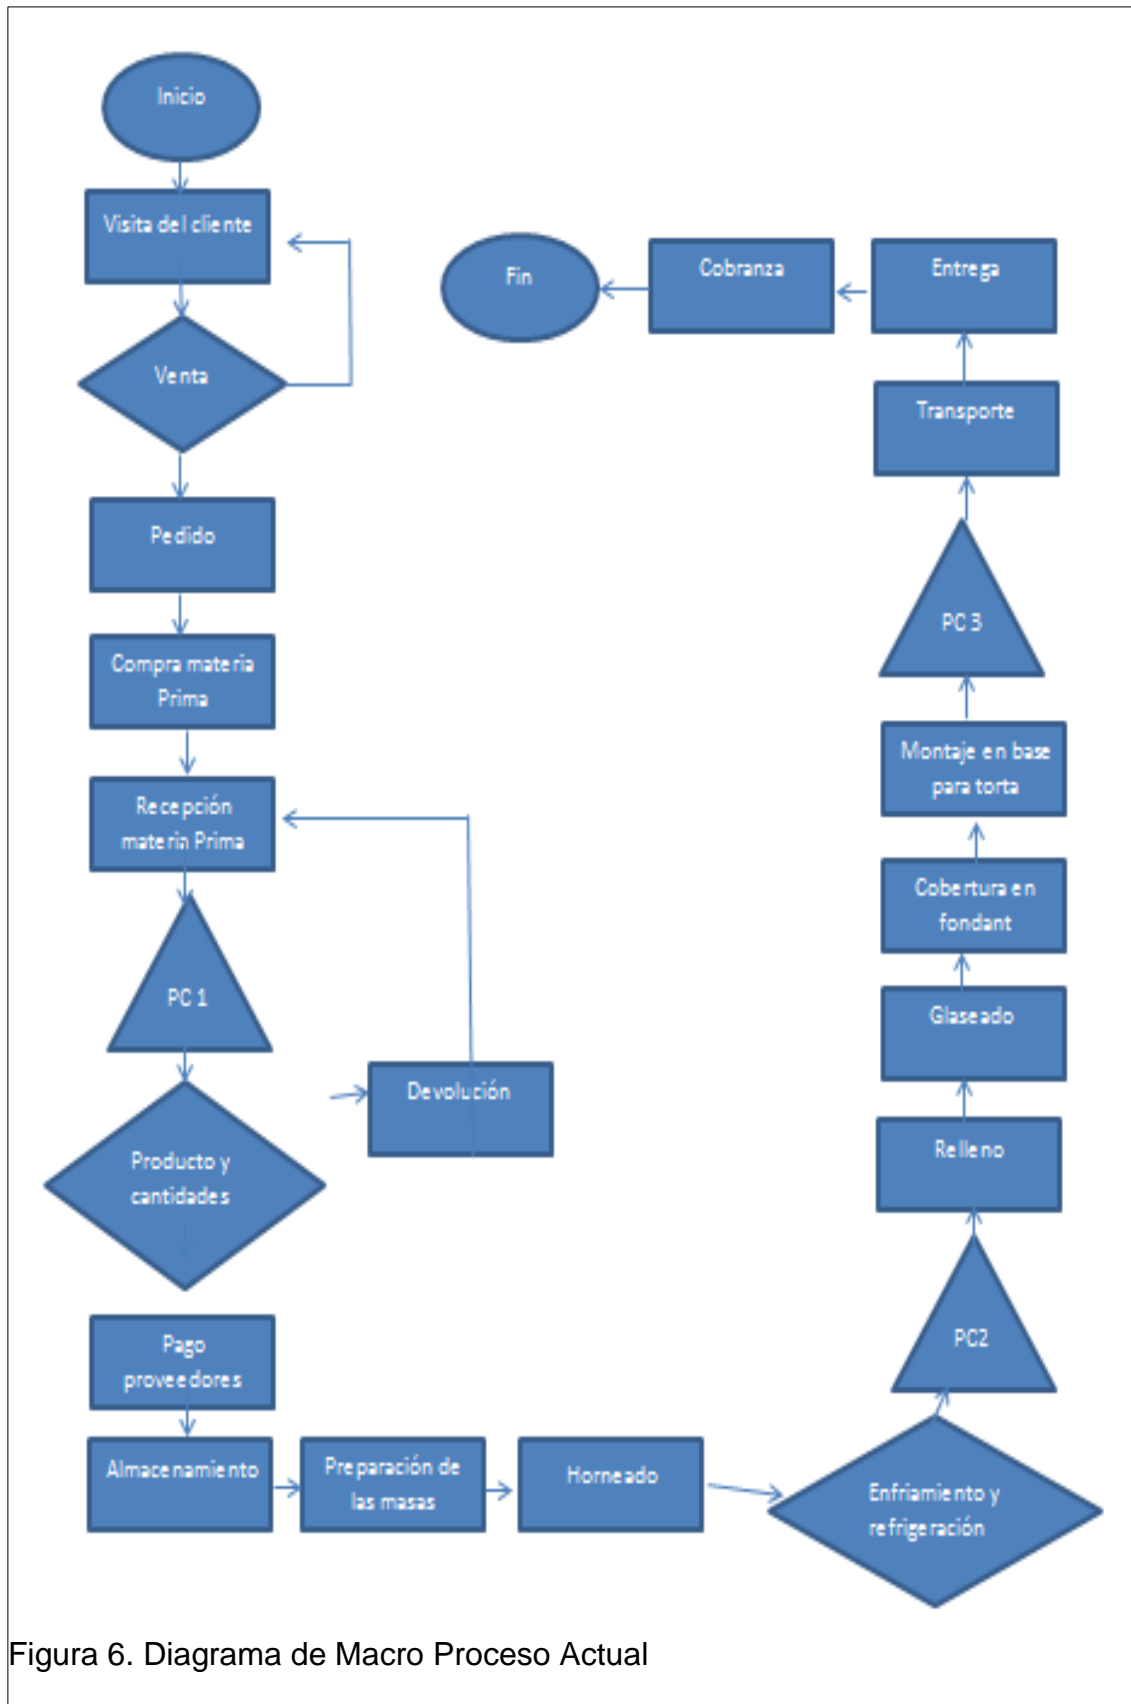 Inicio
Visita del cliente
Venta
Pedido
Compra materia
Prima
Recepción
materia Prima
PC 1
Producto y
cantidades
Devolución
Pago
proveedores
Almacenamiento
Preparación de
las masas
Horneado
Enfriamiento y
refrigeración
PC2
Relleno
Glaseado
Cobertura en
fondant
Montaje en base
para torta
PC 3
Transporte
Entrega
Cobranza
Fin
Figura 6. Diagrama de Macro Proceso Actual